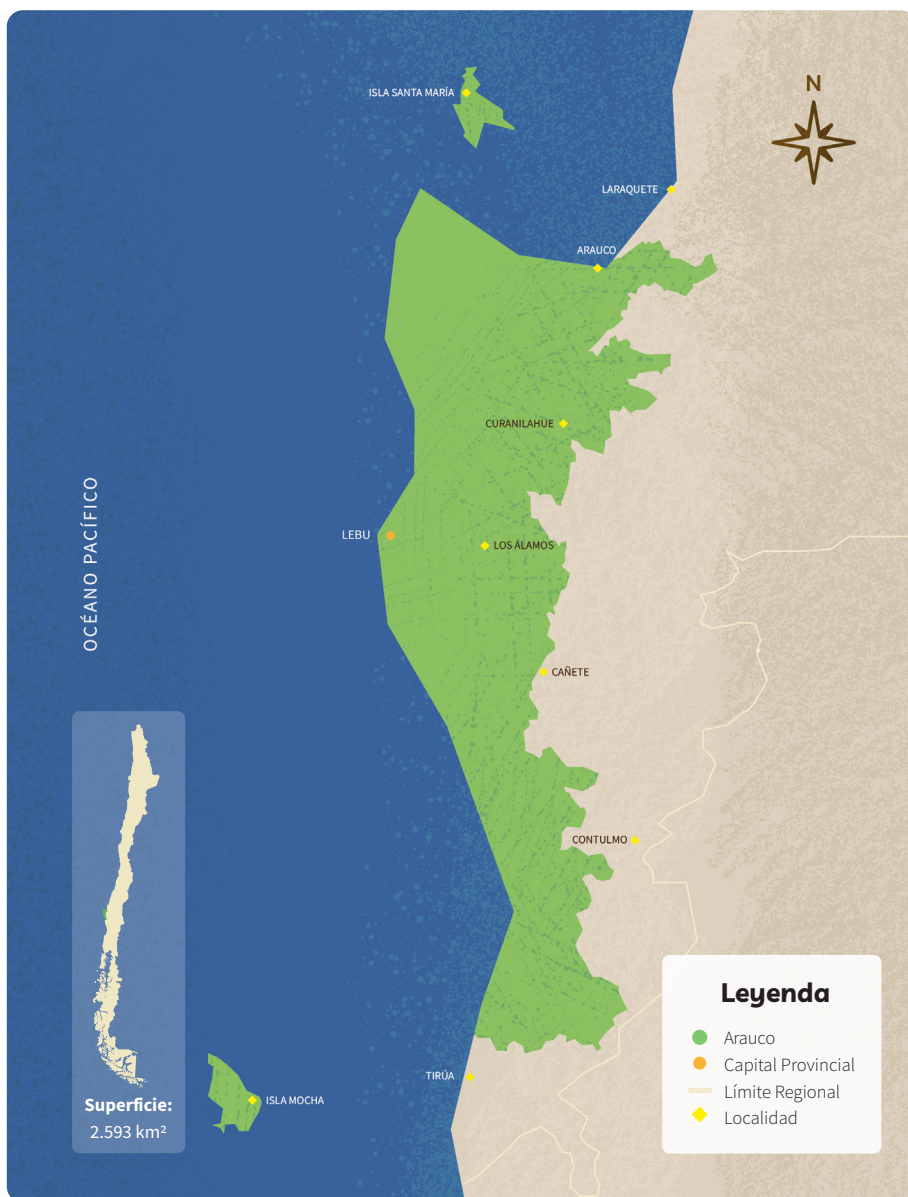 N
ISLA SANTA MARÍA
LARAQUETE
ARAUCO
CURANILAHUE
OCÉANO PACÍFICO
LEBU
LOS ÁLAMOS
CAÑETE
CONTULMO
TIRÚA
ISLA MOCHA
Superficie:
2.593 km²
Leyenda
Arauco
Capital Provincial
Límite Regional
Localidad